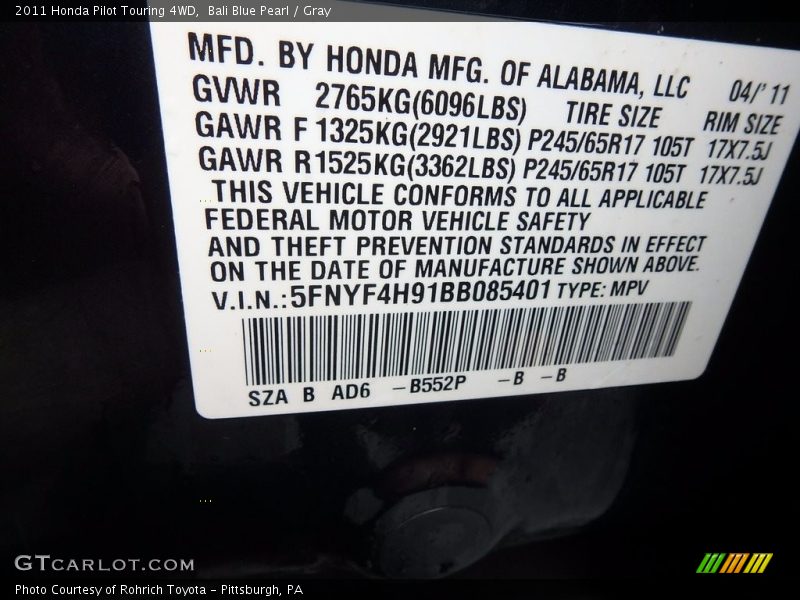 2011 Honda Pilot Touring 4WD,  Bali Blue Pearl / Gray
MFD. BY HONDA MFG. OF ALABAMA, LLC 04/'11
GVWR 2765KG(6096LBS) TIRE SIZE RIM SIZE
GAWR F 1325KG(2921LBS) P245/65R17 105T 17X7.5J
GAWR R1525KG(3362LBS) P245/65R17 105T 17X7.5J
THIS VEHICLE CONFORMS TO ALL APPLICABLE
FEDERAL MOTOR VEHICLE SAFETY
AND THEFT PREVENTION STANDARDS IN EFFECT
ON THE DATE OF MANUFACTURE SHOWN ABOVE.
V.I.N.:5FNYF4H91BB085401 TYPE: MPV
SZA B AD6 -B552P -B -B
GTCARLOT.COM
Photo Courtesy of Rohrich Toyota - Pittsburgh, PA